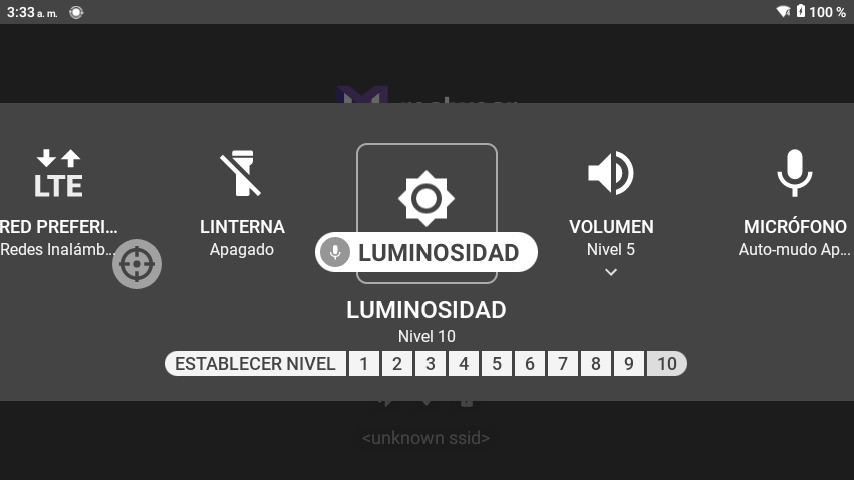 3:33 a. m.
100 %
LTE
RED PREFERI...
Redes Inalámb...
LINTERNA
Apagado
LUMINOSIDAD
VOLUMEN
Nivel 5
MICRÓFONO
Auto-mudo Ap...
LUMINOSIDAD
Nivel 10
ESTABLECER NIVEL 1 2 3 4 5 6 7 8 9 10
<unknown ssid>